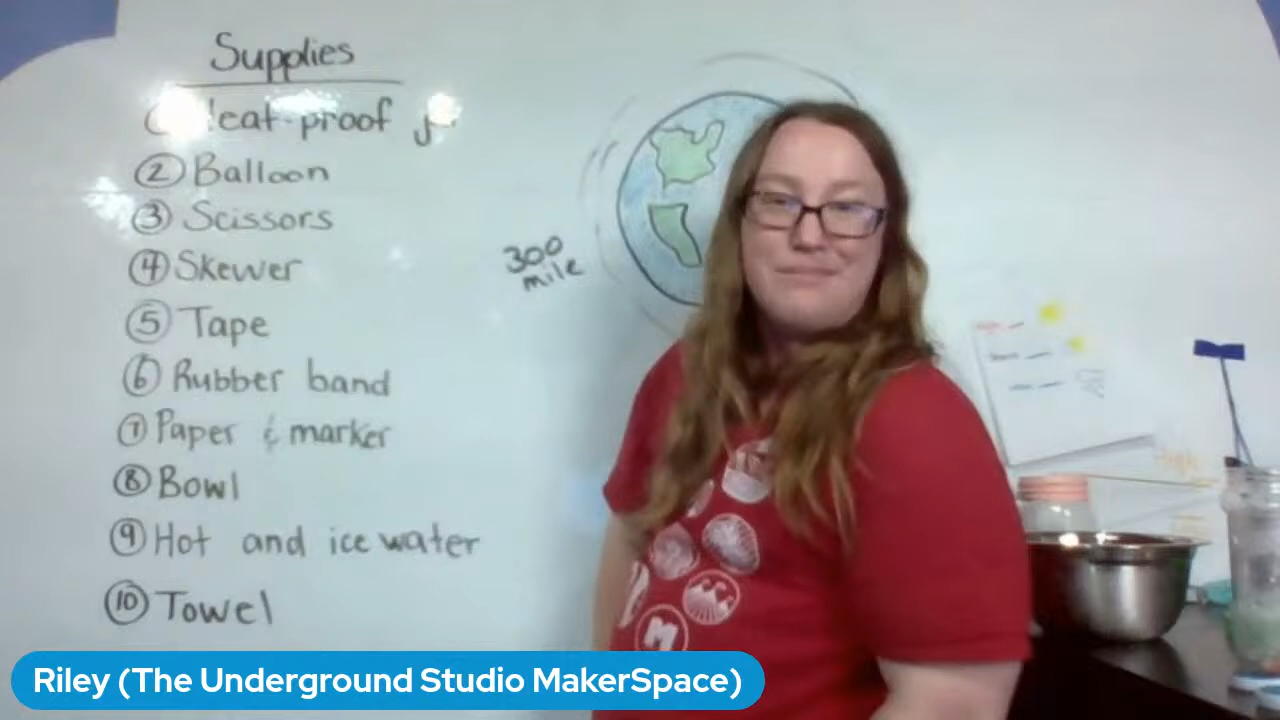 Supplies
eat-proof
② Balloon
③ Scissors
④ Skewer
⑤ Tape
⑥ Rubber band
⑦ Paper & marker
⑧ Bowl
⑨ Hot and ice water
⑩ Towel
300
mile
M
Riley (The Underground Studio MakerSpace)